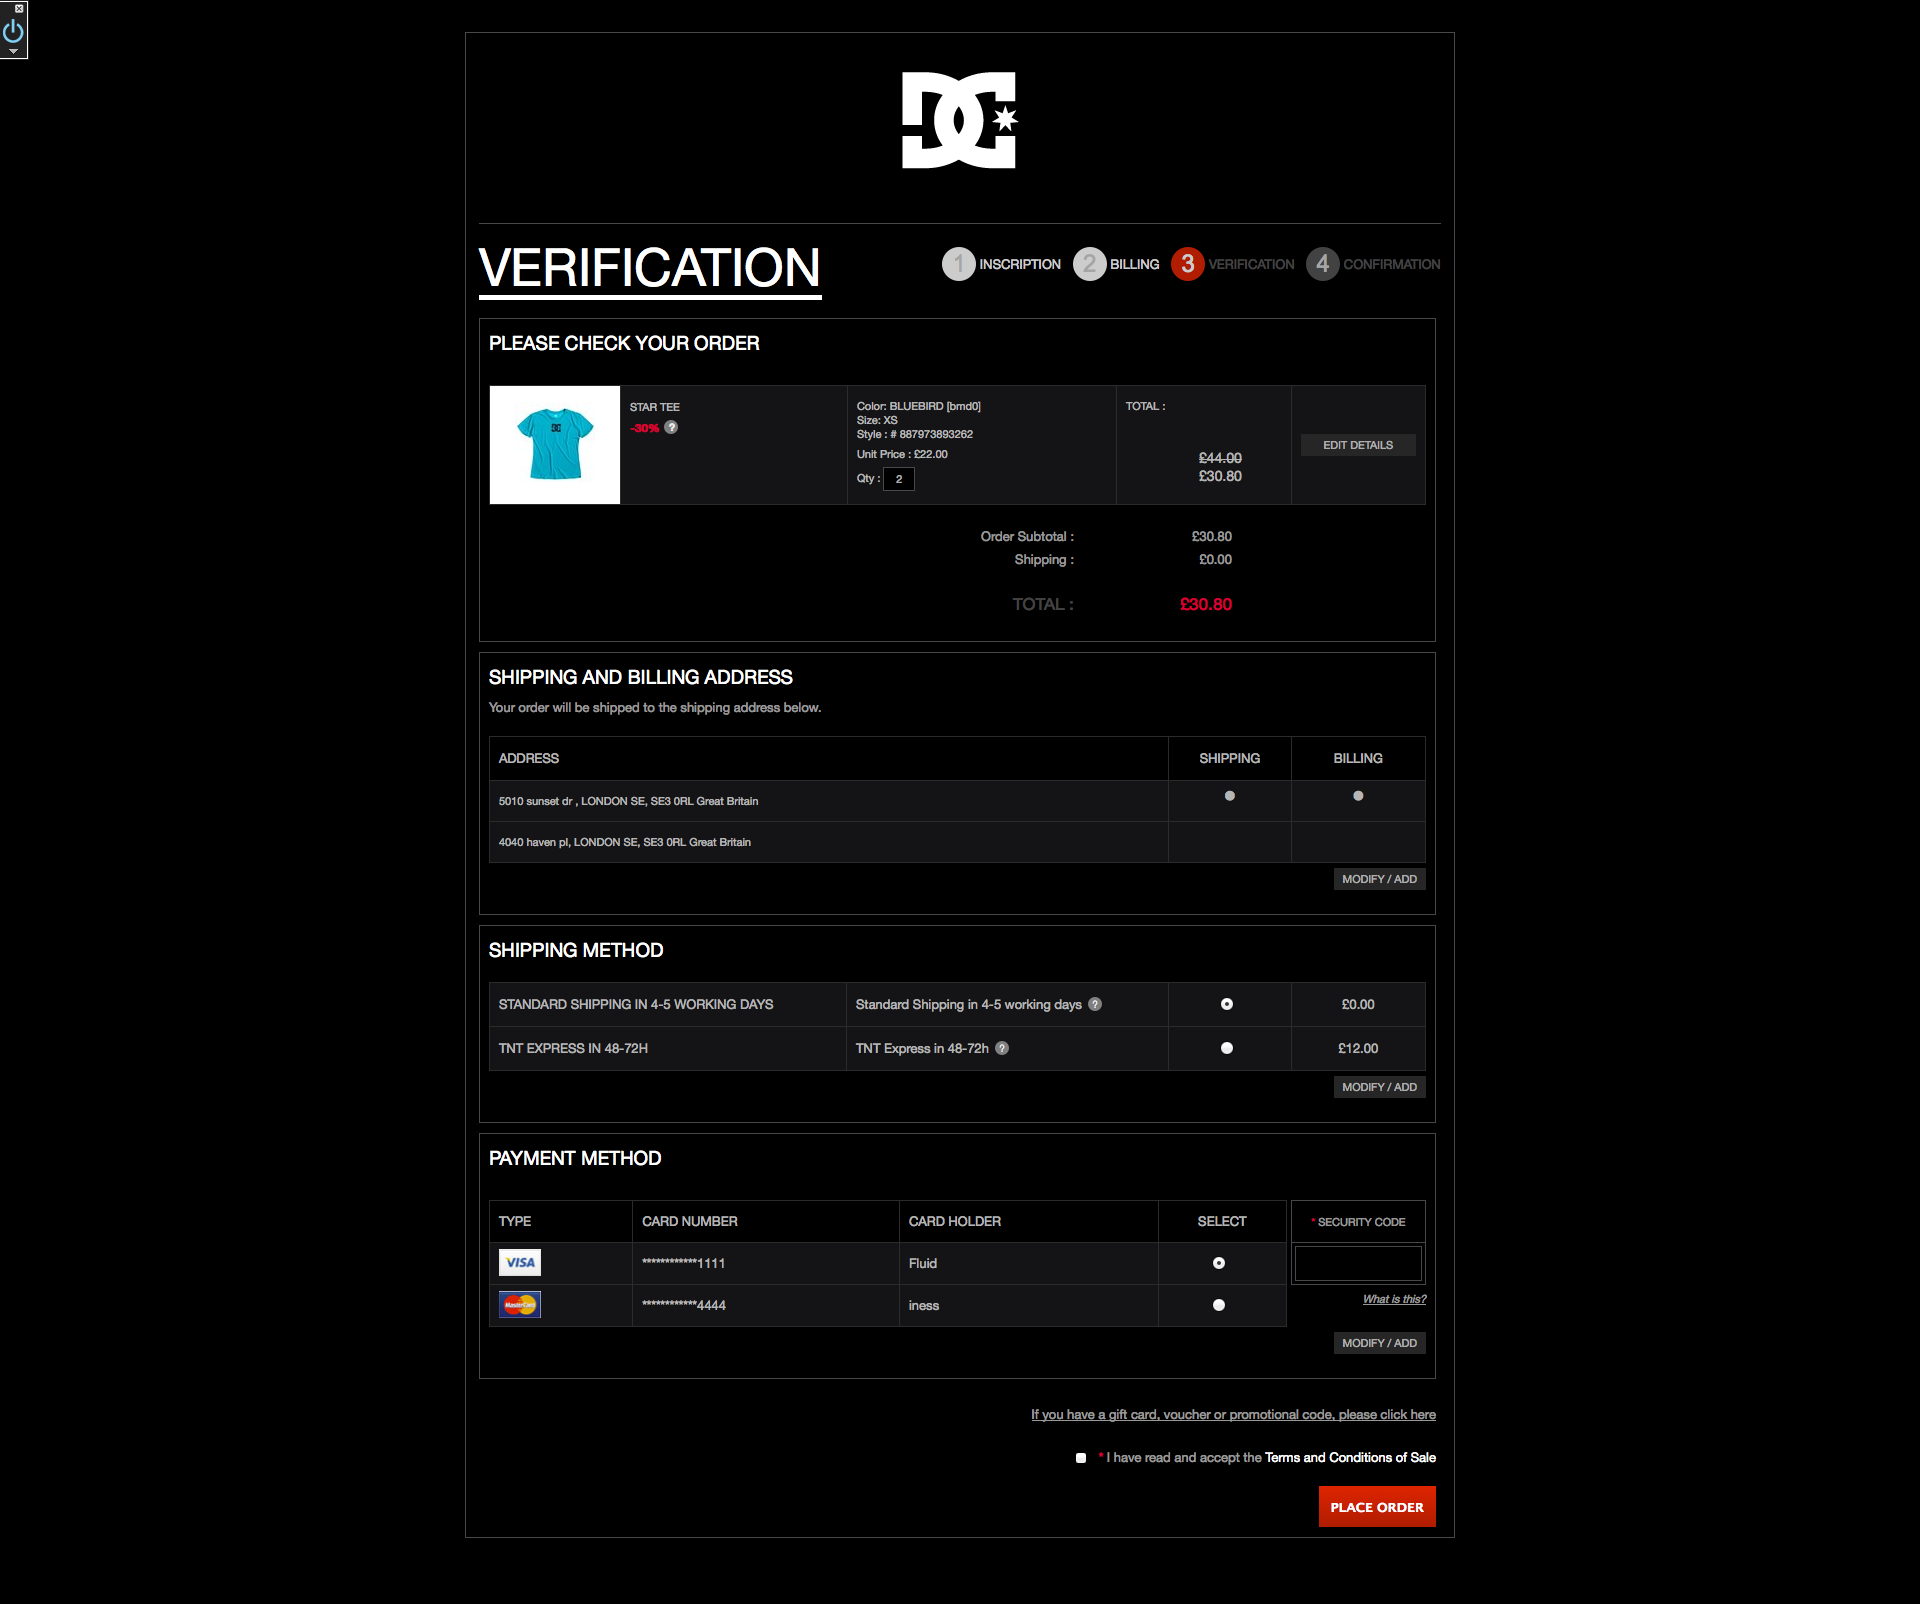 DC
VERIFICATION
1 INSCRIPTION 2 BILLING 3 VERIFICATION 4 CONFIRMATION
PLEASE CHECK YOUR ORDER
STAR TEE
-30% ?
Color: BLUEBIRD [bmd0]
Size: XS
Style : # 887973893262
Unit Price : £22.00
Qty : 2
TOTAL :
£44.00
£30.80
EDIT DETAILS
Order Subtotal : £30.80
Shipping : £0.00
TOTAL : £30.80
SHIPPING AND BILLING ADDRESS
Your order will be shipped to the shipping address below.
ADDRESS SHIPPING BILLING
5010 sunset dr , LONDON SE, SE3 0RL Great Britain
4040 haven pl, LONDON SE, SE3 0RL Great Britain
MODIFY / ADD
SHIPPING METHOD
STANDARD SHIPPING IN 4-5 WORKING DAYS Standard Shipping in 4-5 working days ? £0.00
TNT EXPRESS IN 48-72H TNT Express in 48-72h ? £12.00
MODIFY / ADD
PAYMENT METHOD
TYPE CARD NUMBER CARD HOLDER SELECT * SECURITY CODE
VISA ************1111 Fluid
MasterCard ************4444 iness
What is this?
MODIFY / ADD
If you have a gift card, voucher or promotional code, please click here
* I have read and accept the Terms and Conditions of Sale
PLACE ORDER